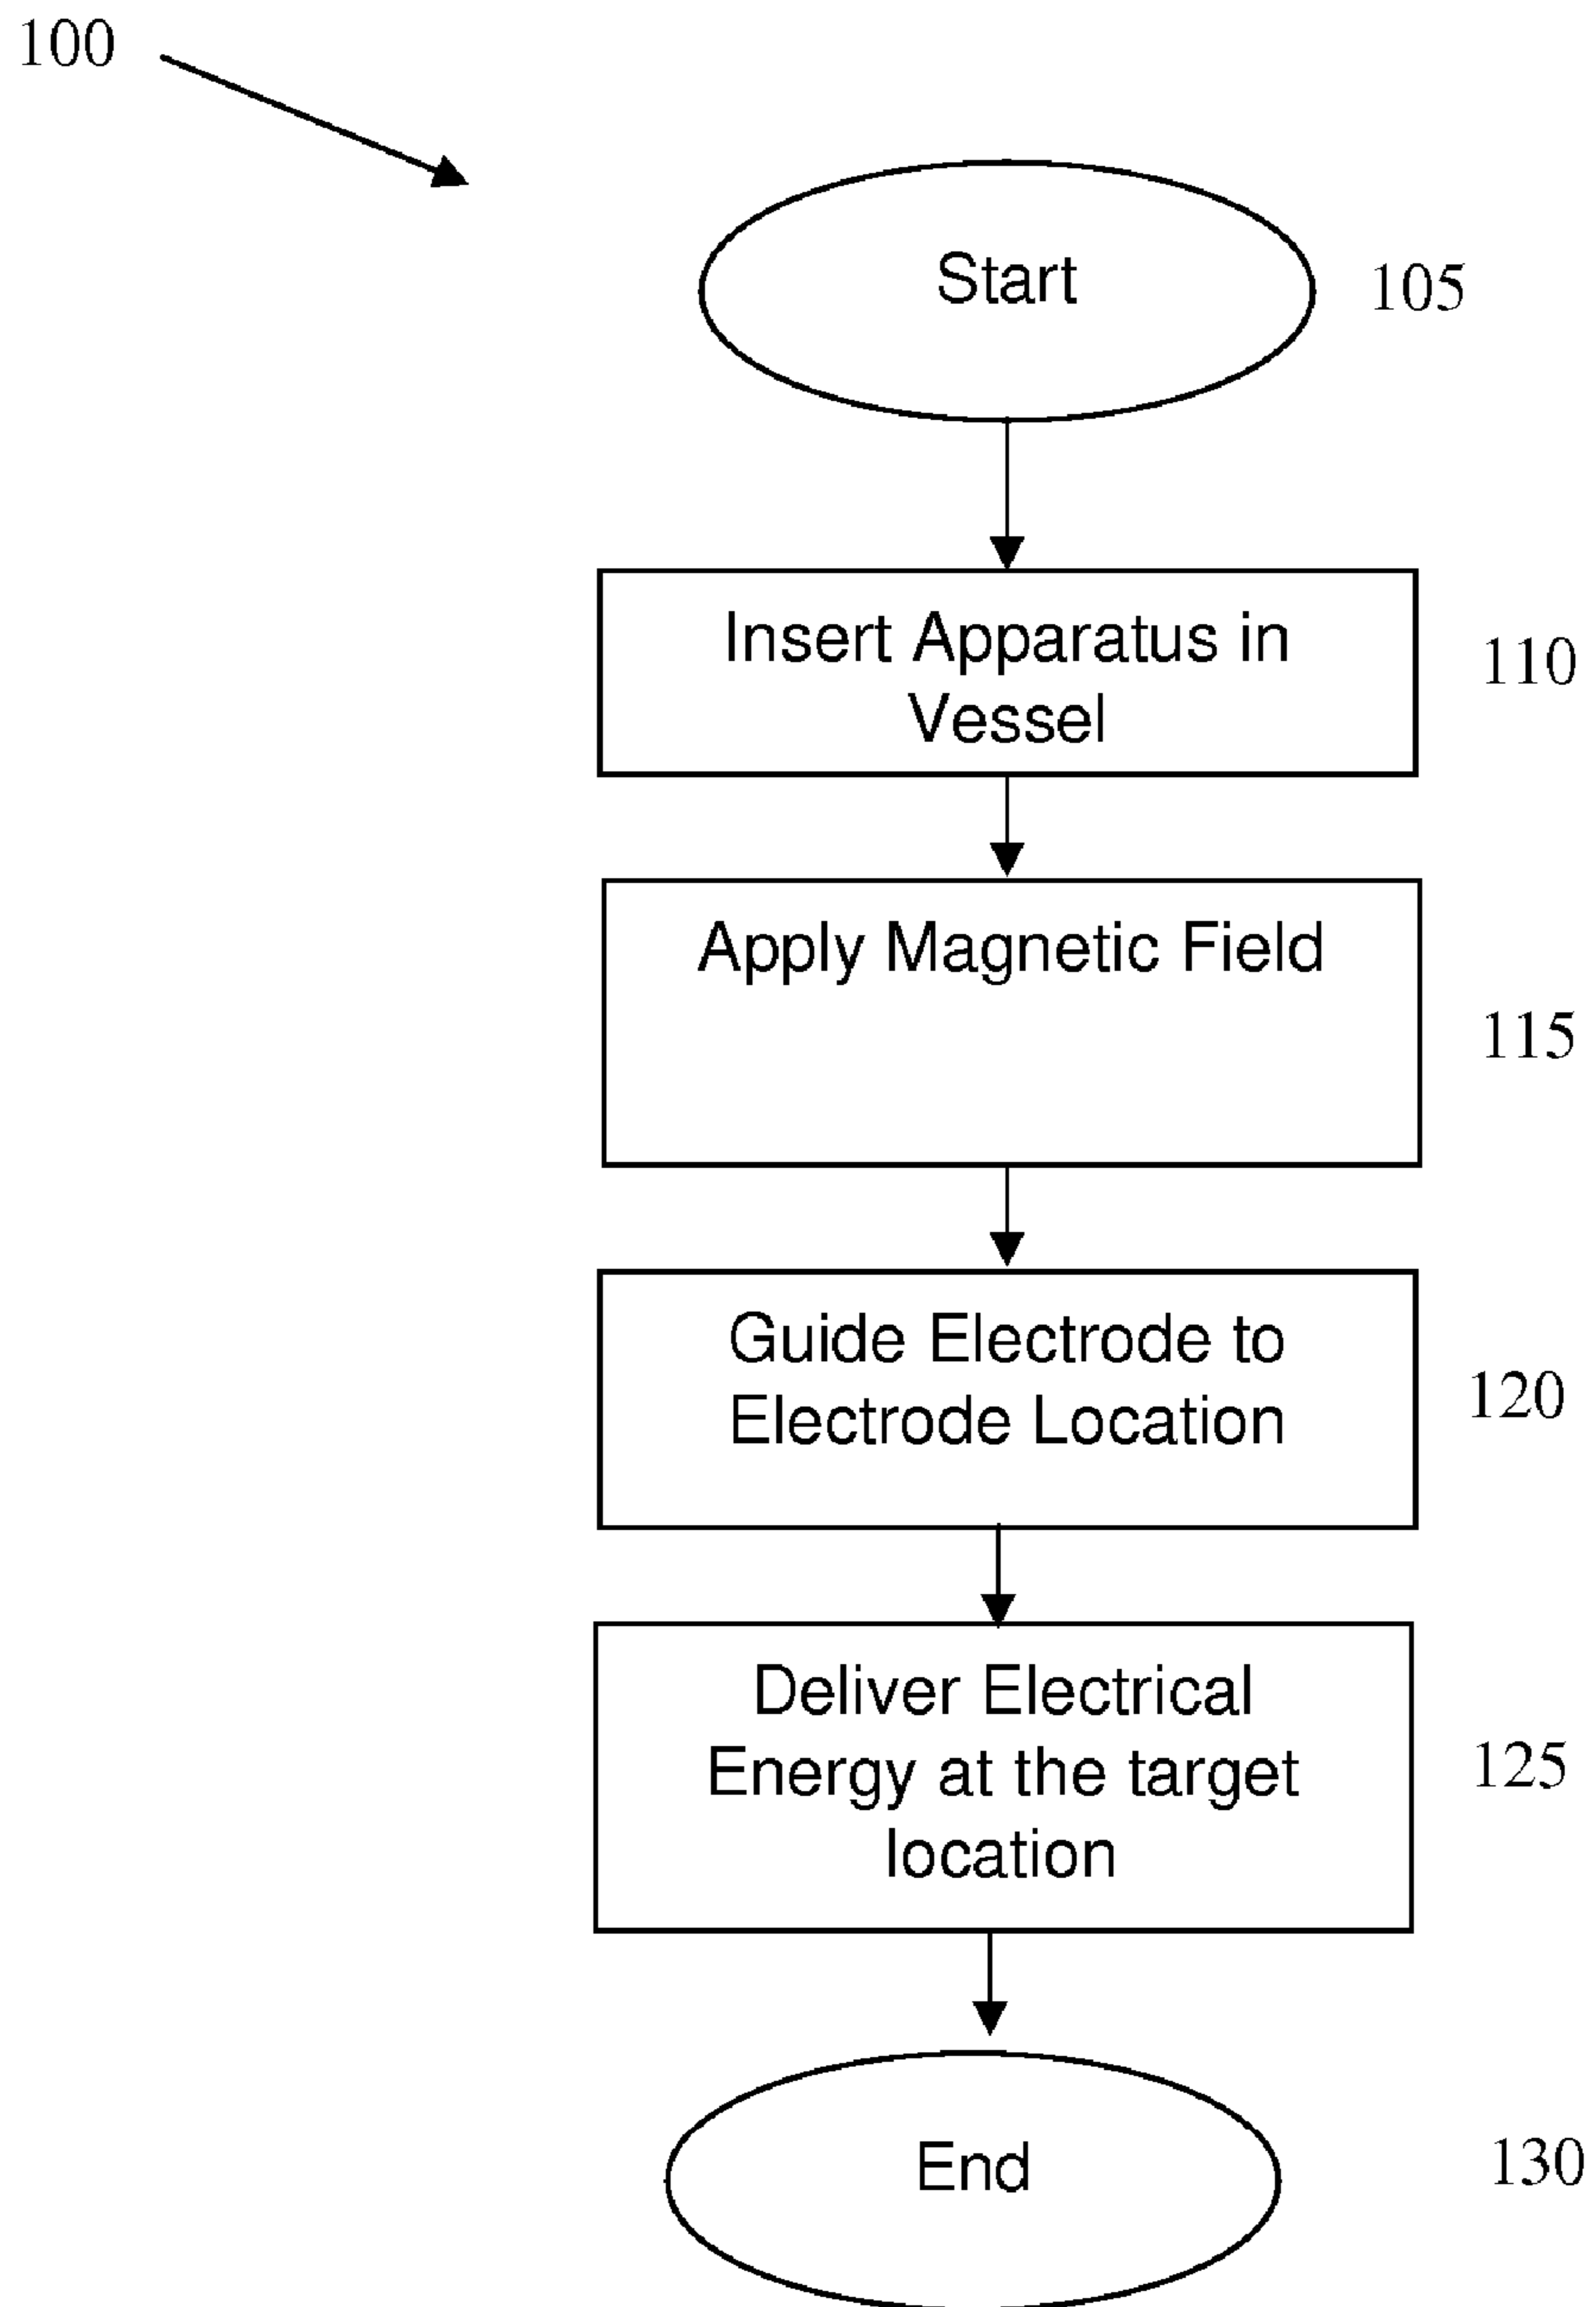 100
Start
105
Insert Apparatus in
Vessel
110
Apply Magnetic Field
115
Guide Electrode to
Electrode Location
120
Deliver Electrical
Energy at the target
location
125
End
130